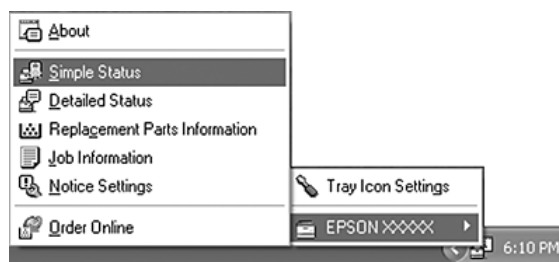 About
Simple Status
Detailed Status
Replacement Parts Information
Job Information
Notice Settings
Order Online
Tray Icon Settings
EPSON XXXXX
6:10 PM